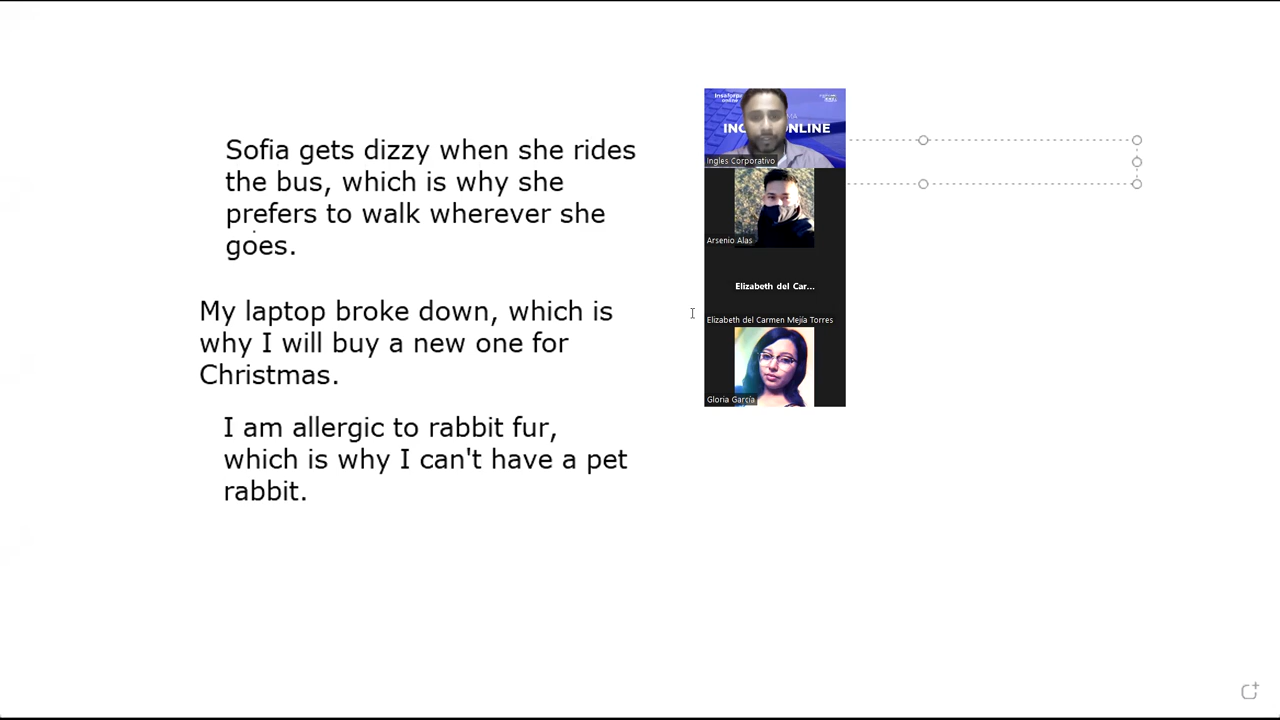 Sofia gets dizzy when she rides
the bus, which is why she
prefers to walk wherever she
goes.
My laptop broke down, which is
why I will buy a new one for
Christmas.
I am allergic to rabbit fur,
which is why I can't have a pet
rabbit.
Ingles Corporativo
Arsenio Alas
Elizabeth del Car...
Elizabeth del Carmen Mejía Torres
Gloria García